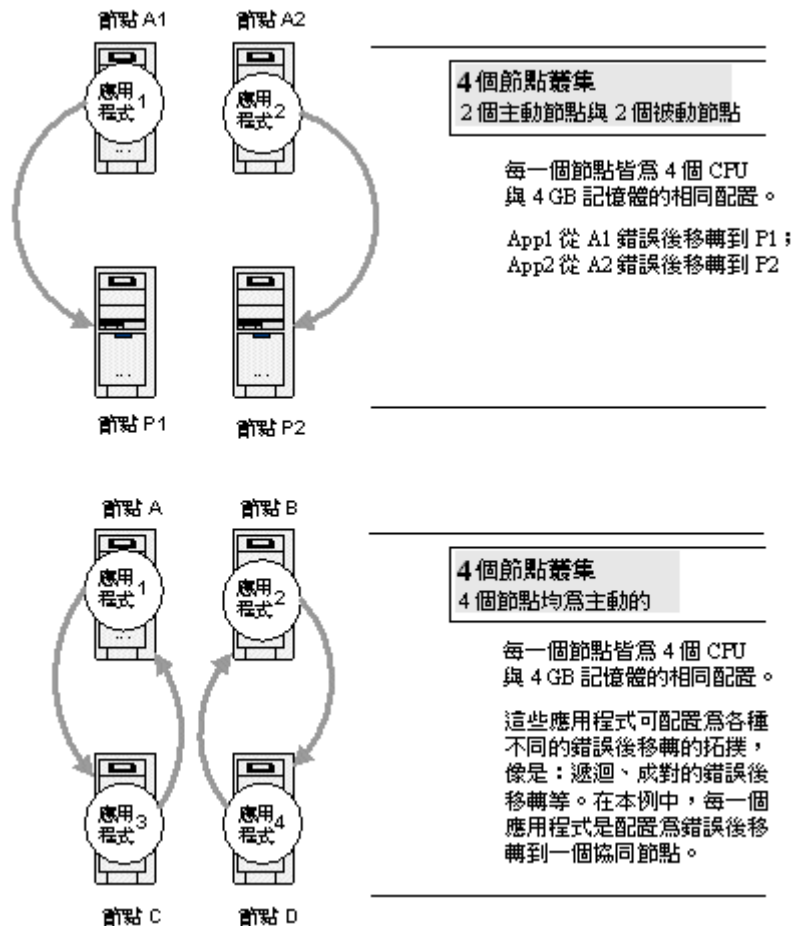 節點 A1
節點 A2
應用
程式 1
應用
程式 2
4 個節點叢集
2 個主動節點與 2 個被動節點
每一個節點皆為 4 個 CPU
與 4 GB 記憶體的相同配置。
App1 從 A1 錯誤後移轉到 P1；
App2 從 A2 錯誤後移轉到 P2
節點 P1
節點 P2
節點 A
節點 B
應用
程式 1
應用
程式 2
4 個節點叢集
4 個節點均為主動的
每一個節點皆為 4 個 CPU
與 4 GB 記憶體的相同配置。
這些應用程式可配置為各種
不同的錯誤後移轉的拓撲，
像是：遞迴、成對的錯誤後
移轉等。在本例中，每一個
應用程式是配置為錯誤後移
轉到一個協同節點。
應用
程式 3
應用
程式 4
節點 C
節點 D